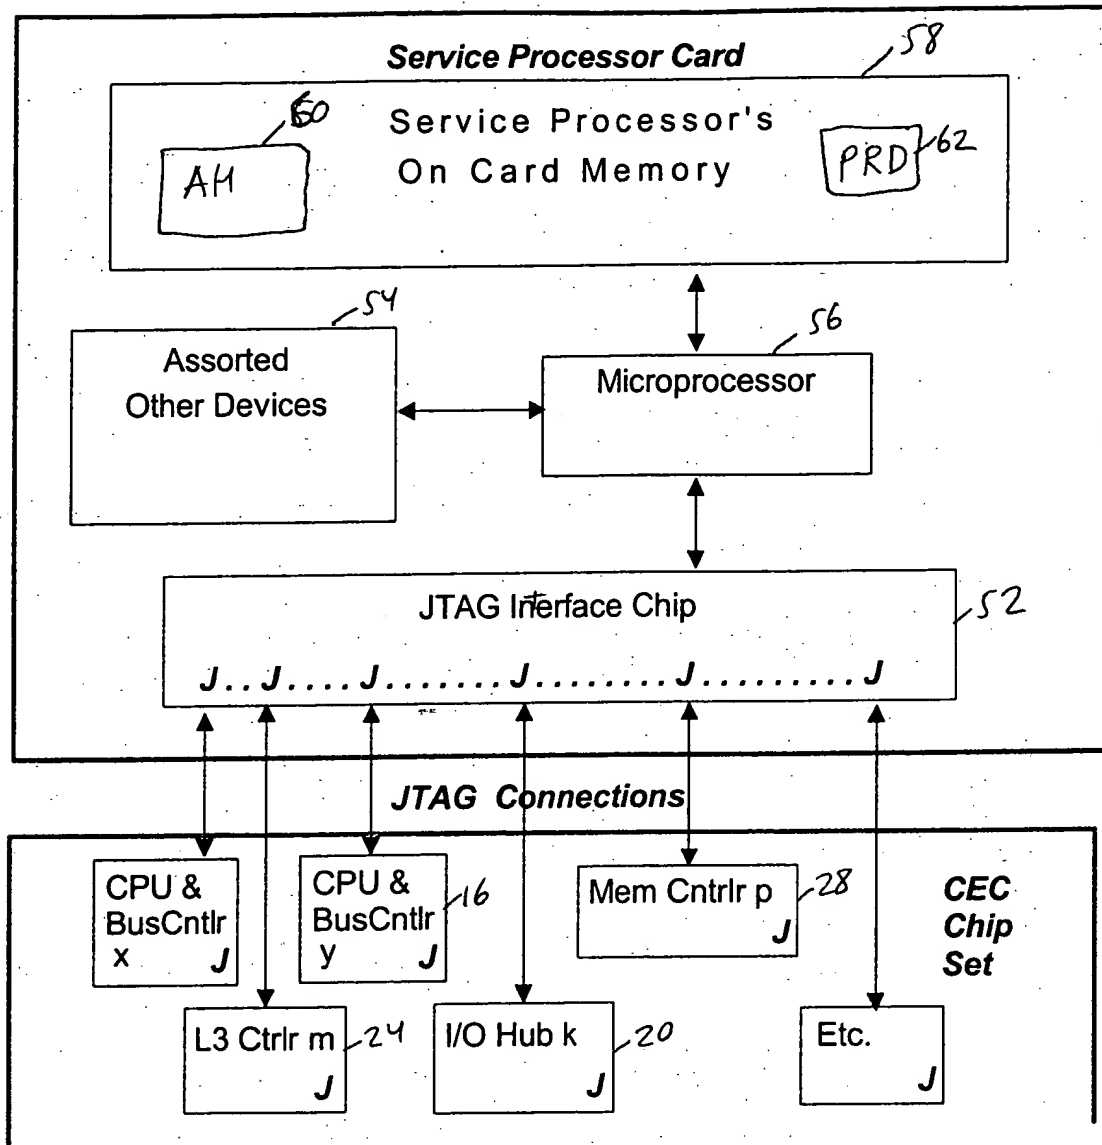 Service Processor Card
58
60
Service Processor's
On Card Memory
AH
PRD
62
54
56
Assorted
Other Devices
Microprocessor
JTAG Interface Chip
52
J..J....J.......J........J.........J
JTAG Connections
CPU &
BusCntlr
x
J
CPU &
BusCntlr
y
J
16
Mem Cntrlr p
J
28
CEC
Chip
Set
L3 Ctrlr m
J
24
I/O Hub k
J
20
Etc.
J